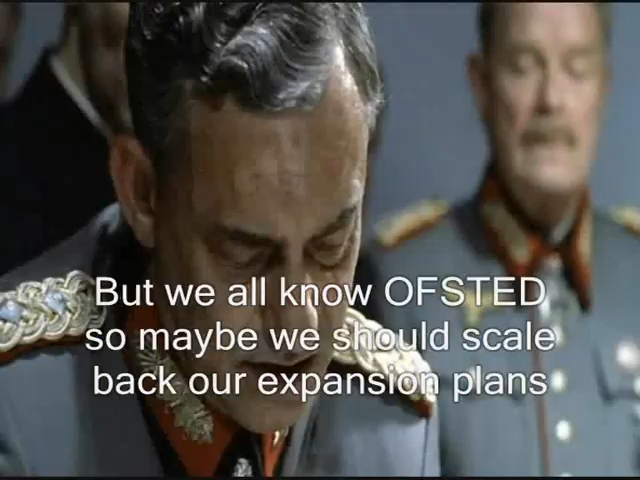 But we all know OFSTED
so maybe we should scale
back our expansion plans